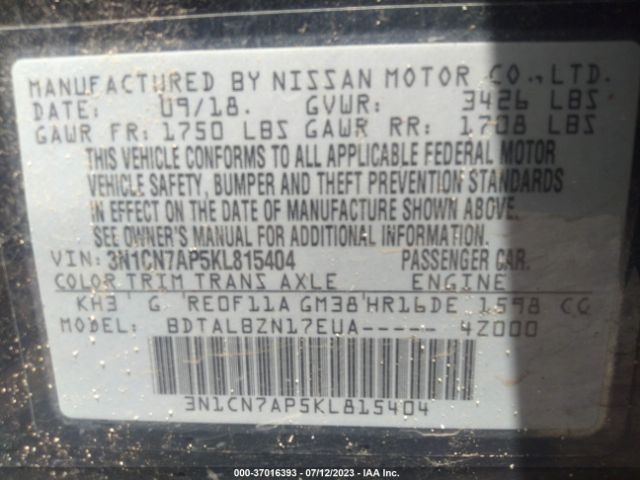 MANUFACTURED BY NISSAN MOTOR CO., LTD.
DATE: 09/18. GVWR: 3426 LBS
GAWR FR: 1750 LBS GAWR RR: 1708 LBS
THIS VEHICLE CONFORMS TO ALL APPLICABLE FEDERAL MOTOR
VEHICLE SAFETY, BUMPER AND THEFT PREVENTION STANDARDS
IN EFFECT ON THE DATE OF MANUFACTURE SHOWN ABOVE.
SEE OWNER'S MANUAL FOR ADDITIONAL INFORMATION.
VIN: 3N1CN7AP5KL815404 PASSENGER CAR.
COLOR TRIM TRANS AXLE ENGINE
KH3 G RE0F11A GM38 HR16DE 1598 CC
MODEL: BDTALBZN17EUA----- 4Z000
3N1CN7AP5KL815404
000-37016393 - 07/12/2023 - IAA Inc.